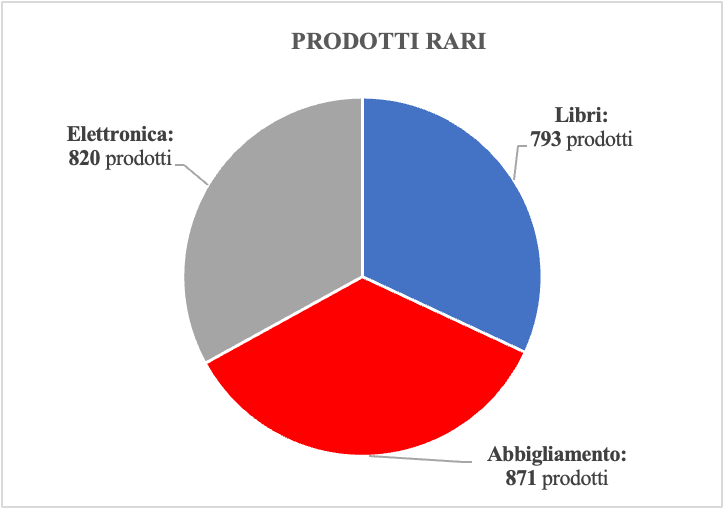 PRODOTTI RARI
Elettronica:
820 prodotti
Libri:
793 prodotti
Abbigliamento:
871 prodotti